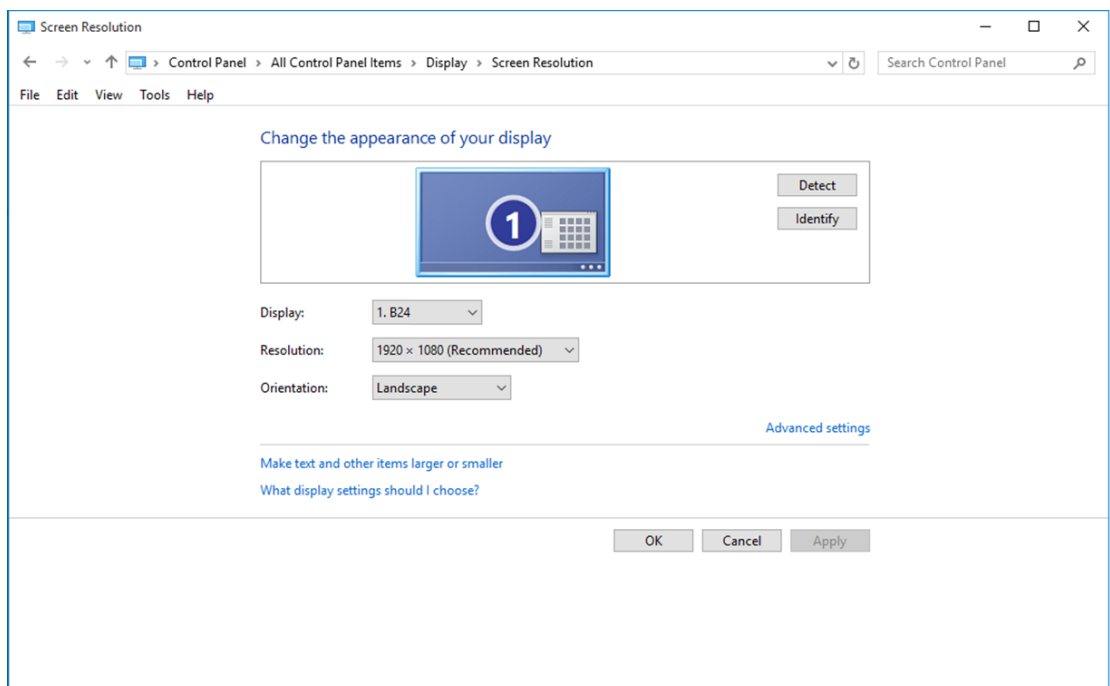 Screen Resolution
Control Panel > All Control Panel Items > Display > Screen Resolution
Search Control Panel
File Edit View Tools Help
Change the appearance of your display
1
Detect
Identify
Display: 1. B24
Resolution: 1920 × 1080 (Recommended)
Orientation: Landscape
Advanced settings
Make text and other items larger or smaller
What display settings should I choose?
OK Cancel Apply